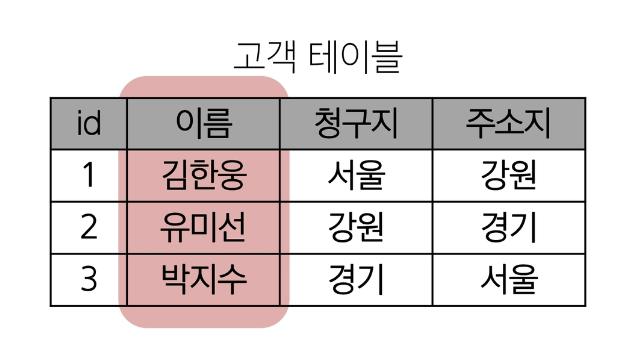 고객 테이블
id 이름 청구지 주소지
1 김한웅 서울 강원
2 유미선 강원 경기
3 박지수 경기 서울